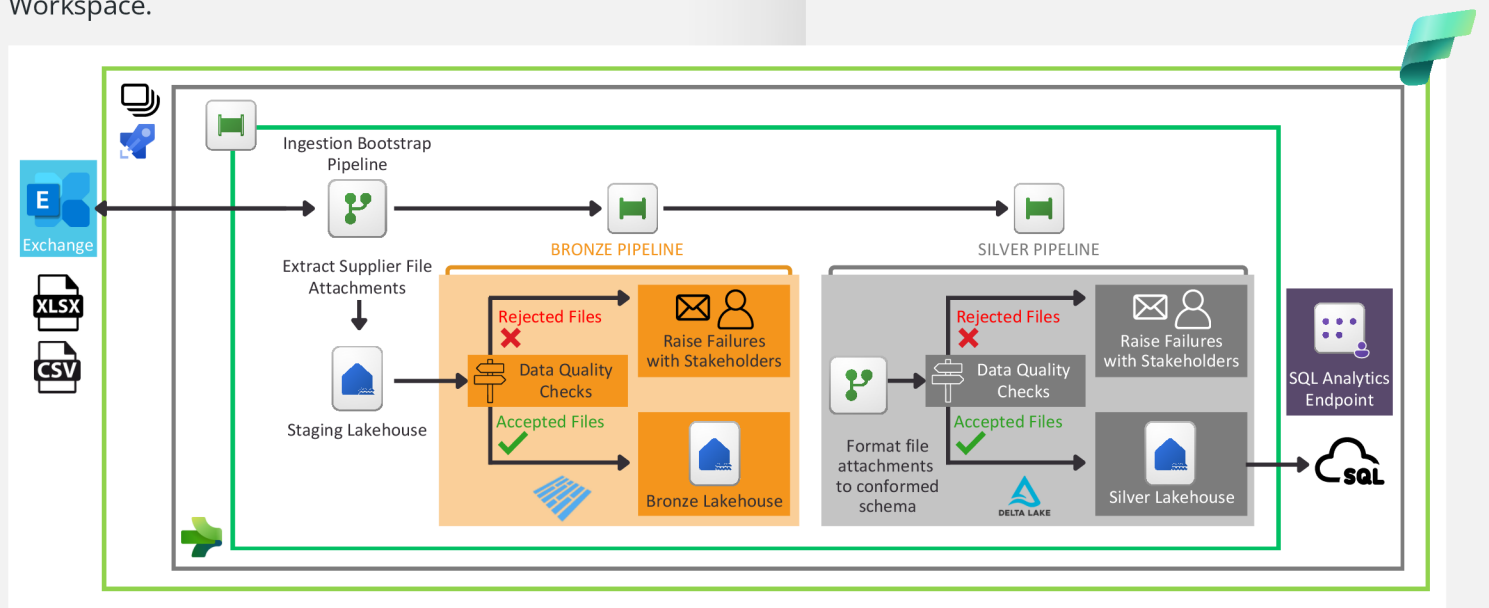 Workspace.
Ingestion Bootstrap
Pipeline
E
Exchange
BRONZE PIPELINE
SILVER PIPELINE
Extract Supplier File
Attachments
XLSX
CSV
Staging Lakehouse
Rejected Files
Raise Failures
with Stakeholders
Data Quality
Checks
Accepted Files
Bronze Lakehouse
Format file
attachments
to conformed
schema
Rejected Files
Raise Failures
with Stakeholders
Data Quality
Checks
Accepted Files
DELTA LAKE
Silver Lakehouse
SQL Analytics
Endpoint
SQL